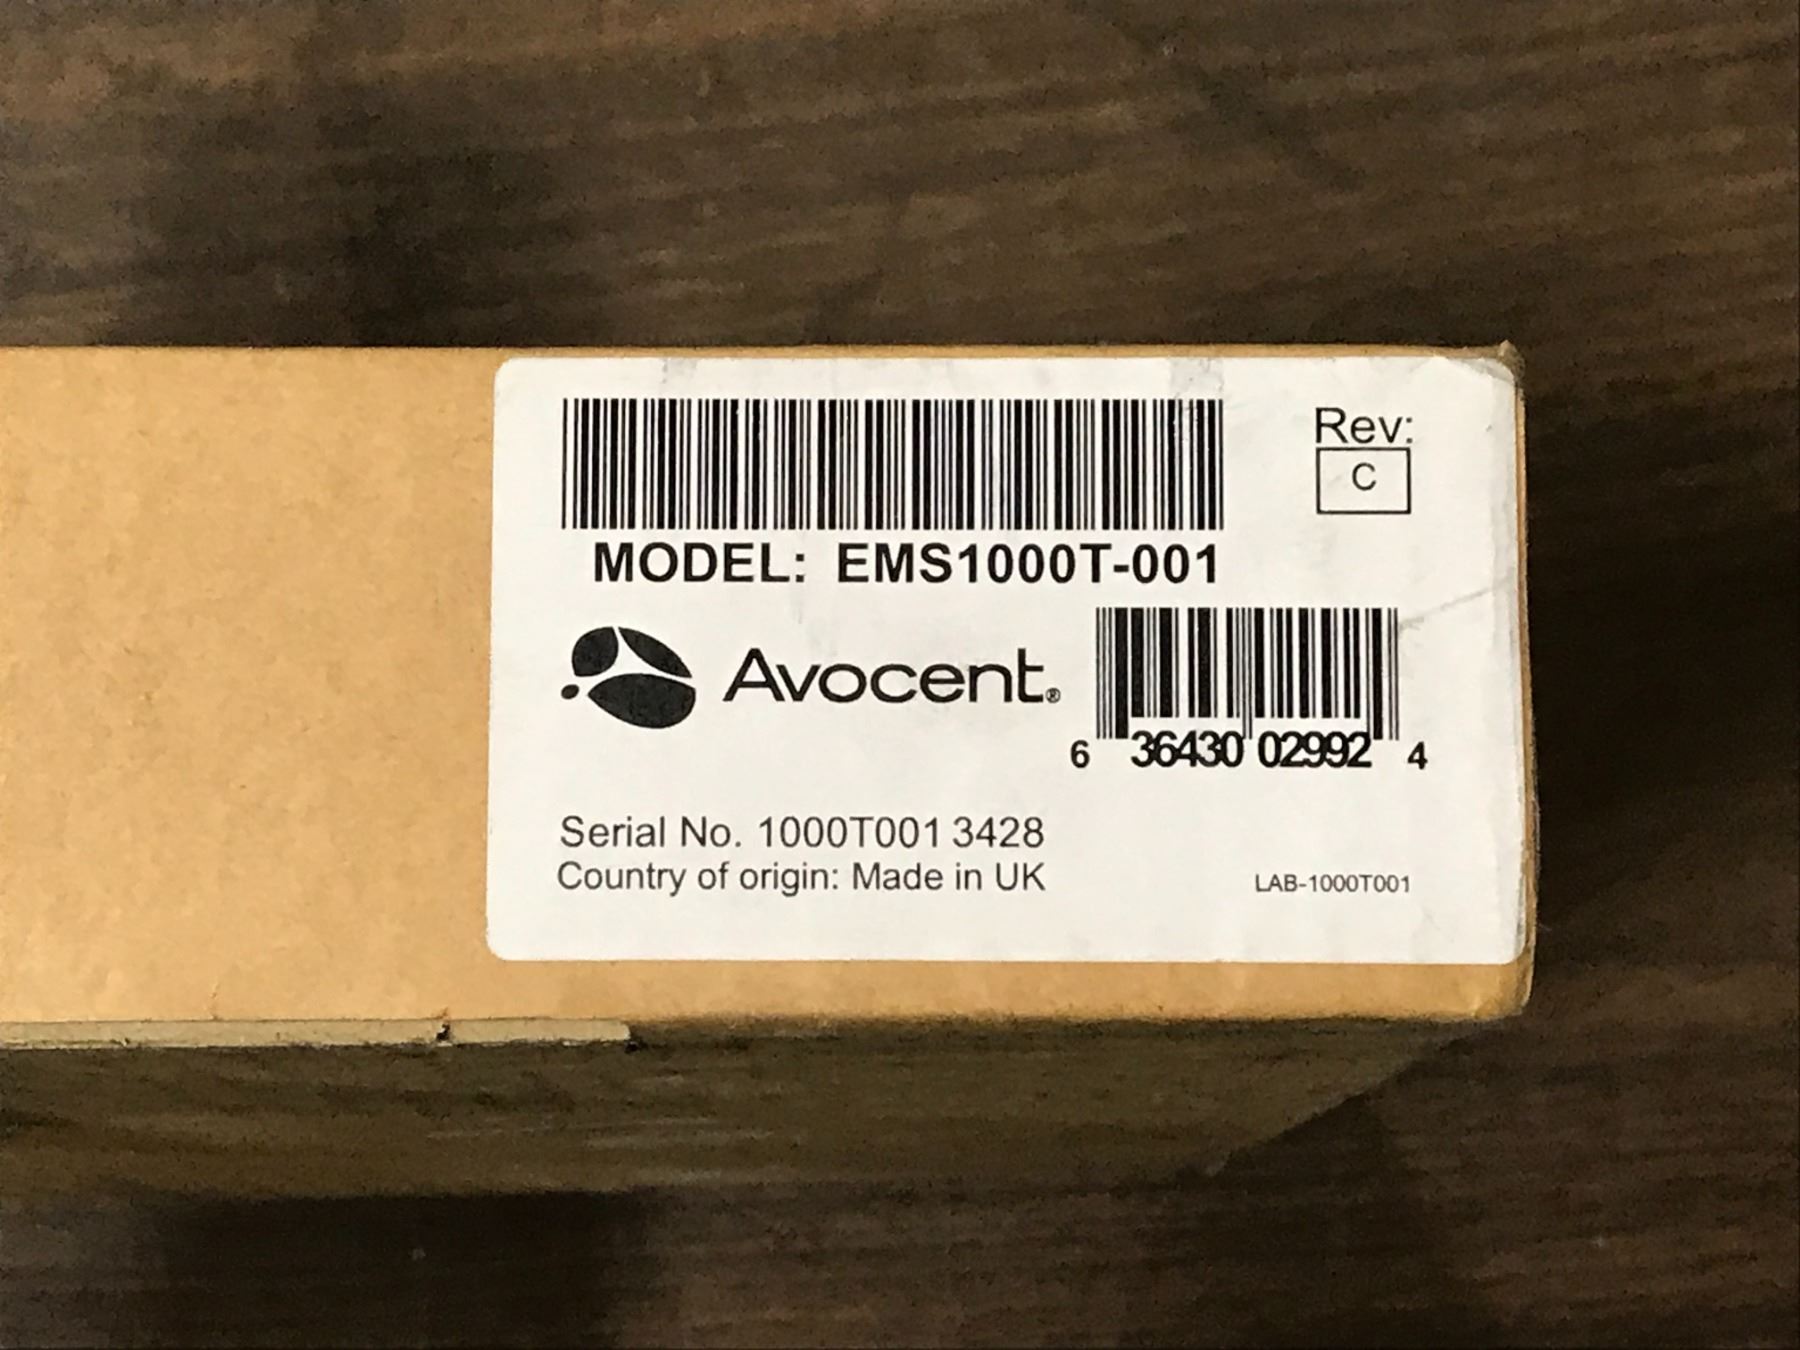 Rev:
C
MODEL: EMS1000T-001
Avocent®
6 36430 02992 4
Serial No. 1000T001 3428
Country of origin: Made in UK
LAB-1000T001